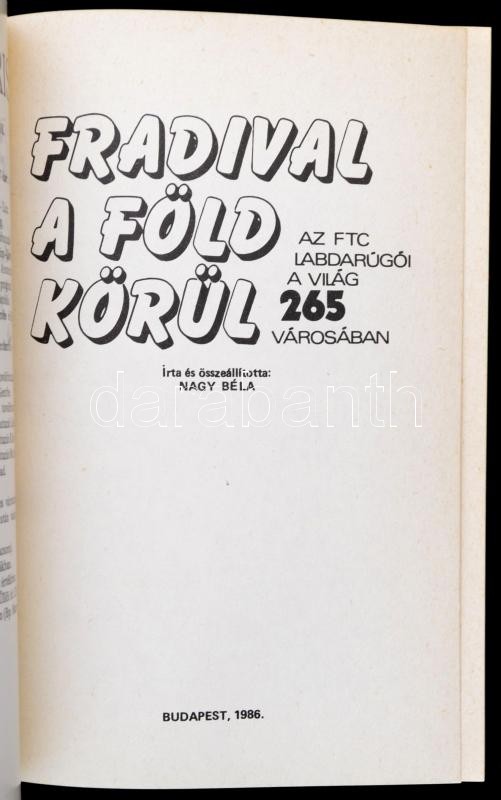 FRADIVAL
A FÖLD
KÖRÜL
AZ FTC
LABDARÚGÓI
A VILÁG
265
VÁROSÁBAN
Írta és összeállította:
NAGY BÉLA
darabanth
BUDAPEST, 1986.